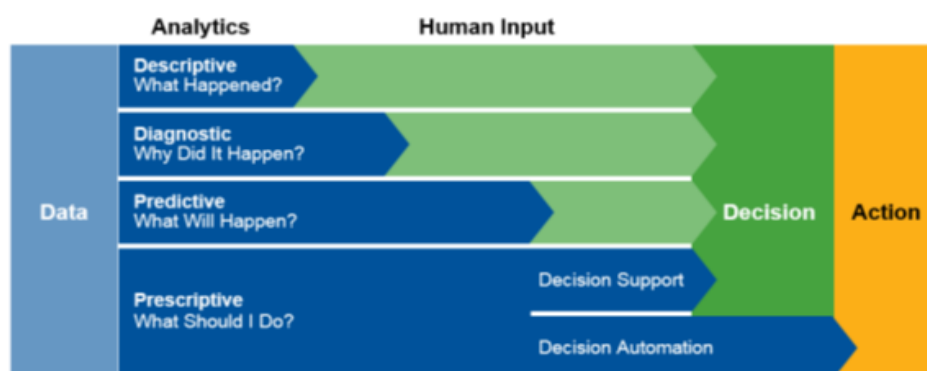 Analytics
Human Input
Data
Descriptive
What Happened?
Diagnostic
Why Did It Happen?
Predictive
What Will Happen?
Prescriptive
What Should I Do?
Decision Support
Decision Automation
Decision
Action